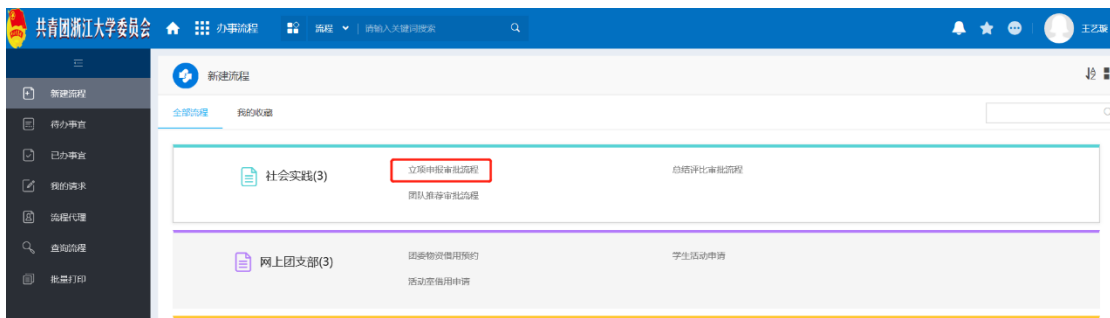 共青团浙江大学委员会 办事流程 流程 请输入关键词搜索 王艺璇
新建流程
新建流程
全部流程 我的收藏
待办事宜
已办事宜
我的请求
流程代理
查询流程
批量打印
社会实践(3)
立项申报审批流程 总结评比审批流程
团队推荐审批流程
网上团支部(3)
团委物资借用预约 学生活动申请
活动室借用申请